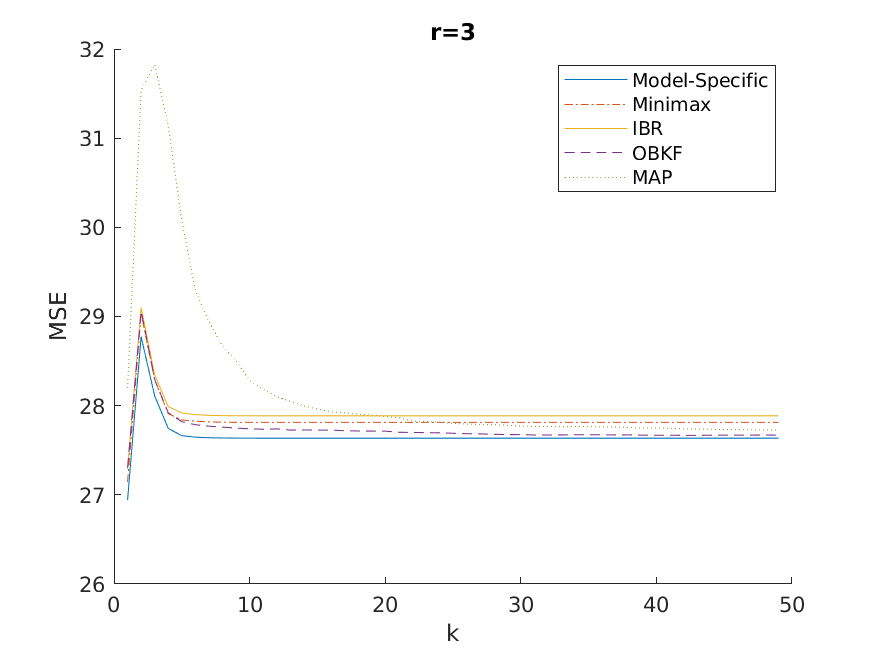 r=3
32
31
30
29
28
27
26
MSE
Model-Specific
Minimax
IBR
OBKF
MAP
0 10 20 30 40 50
k